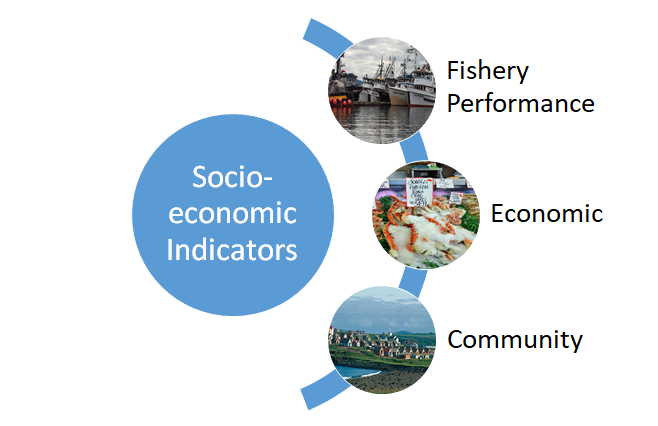 Socio-
economic
Indicators
Fishery
Performance
Economic
Community